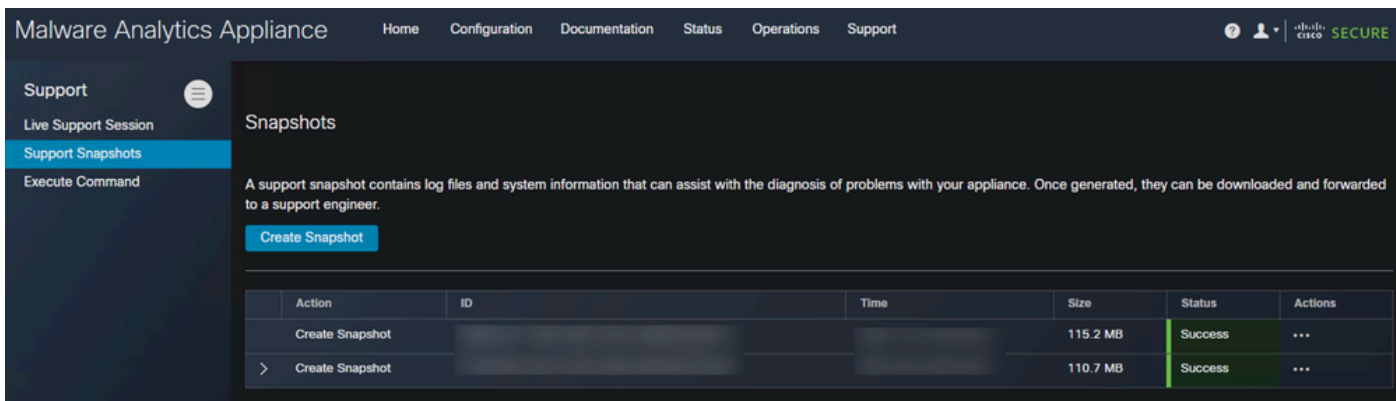 Malware Analytics Appliance Home Configuration Documentation Status Operations Support ? cisco SECURE
Support
Live Support Session
Support Snapshots
Execute Command
Snapshots
A support snapshot contains log files and system information that can assist with the diagnosis of problems with your appliance. Once generated, they can be downloaded and forwarded
to a support engineer.
Create Snapshot
Action ID Time Size Status Actions
Create Snapshot 115.2 MB Success ...
> Create Snapshot 110.7 MB Success ...